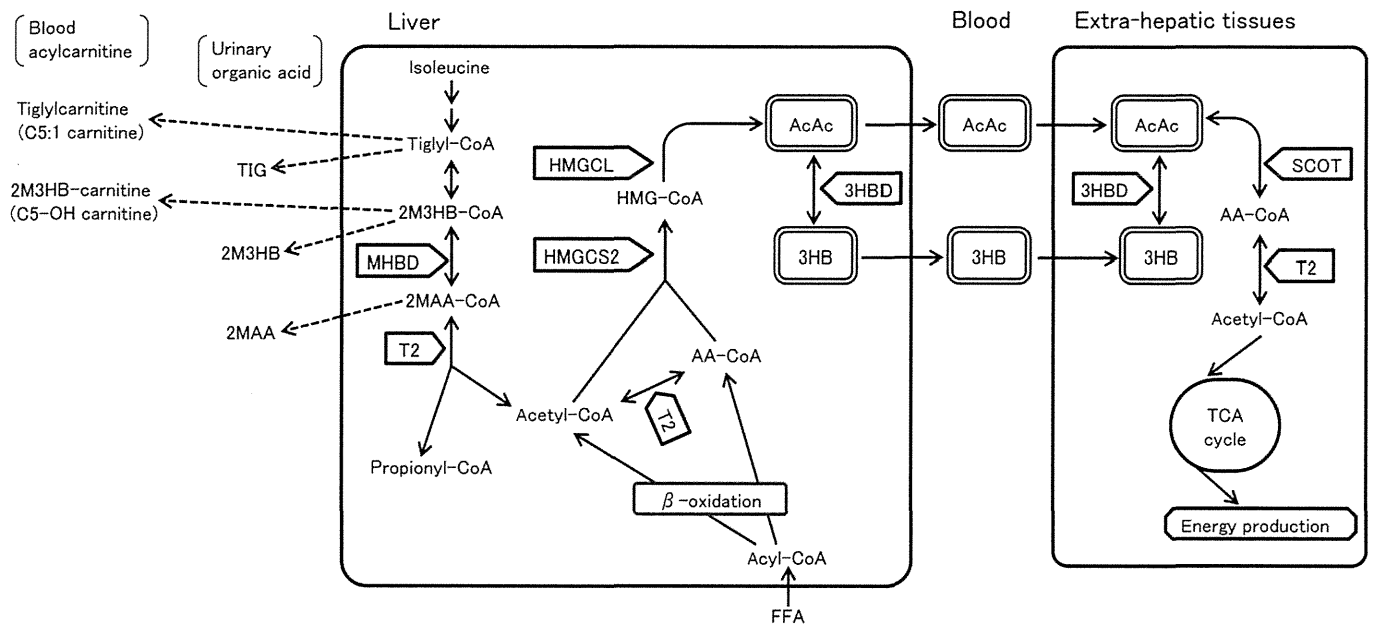 Blood
acylcarnitine
Urinary
organic acid
Tiglylcarnitine
(C5:1 carnitine)
TIG
2M3HB-carnitine
(C5-OH carnitine)
2M3HB
2MAA
Liver
Isoleucine
Tiglyl-CoA
2M3HB-CoA
MHBD
2MAA-CoA
T2
Propionyl-CoA
Acetyl-CoA
T2
AA-CoA
HMGCS2
HMG-CoA
HMGCL
AcAc
3HBD
3HB
β-oxidation
Acyl-CoA
FFA
Blood
AcAc
3HB
Extra-hepatic tissues
AcAc
3HBD
3HB
SCOT
AA-CoA
T2
Acetyl-CoA
TCA
cycle
Energy production